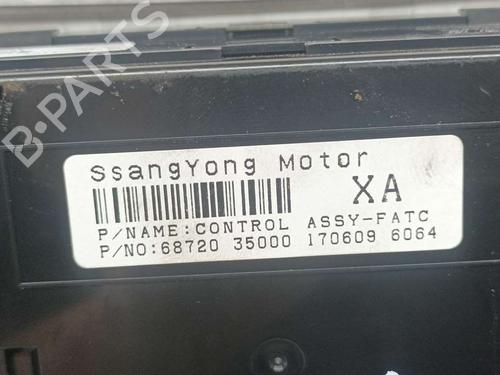 SsangYong Motor
XA
P/NAME:CONTROL ASSY-FATC
P/NO:68720 35000 170609 6064
B-PARTS